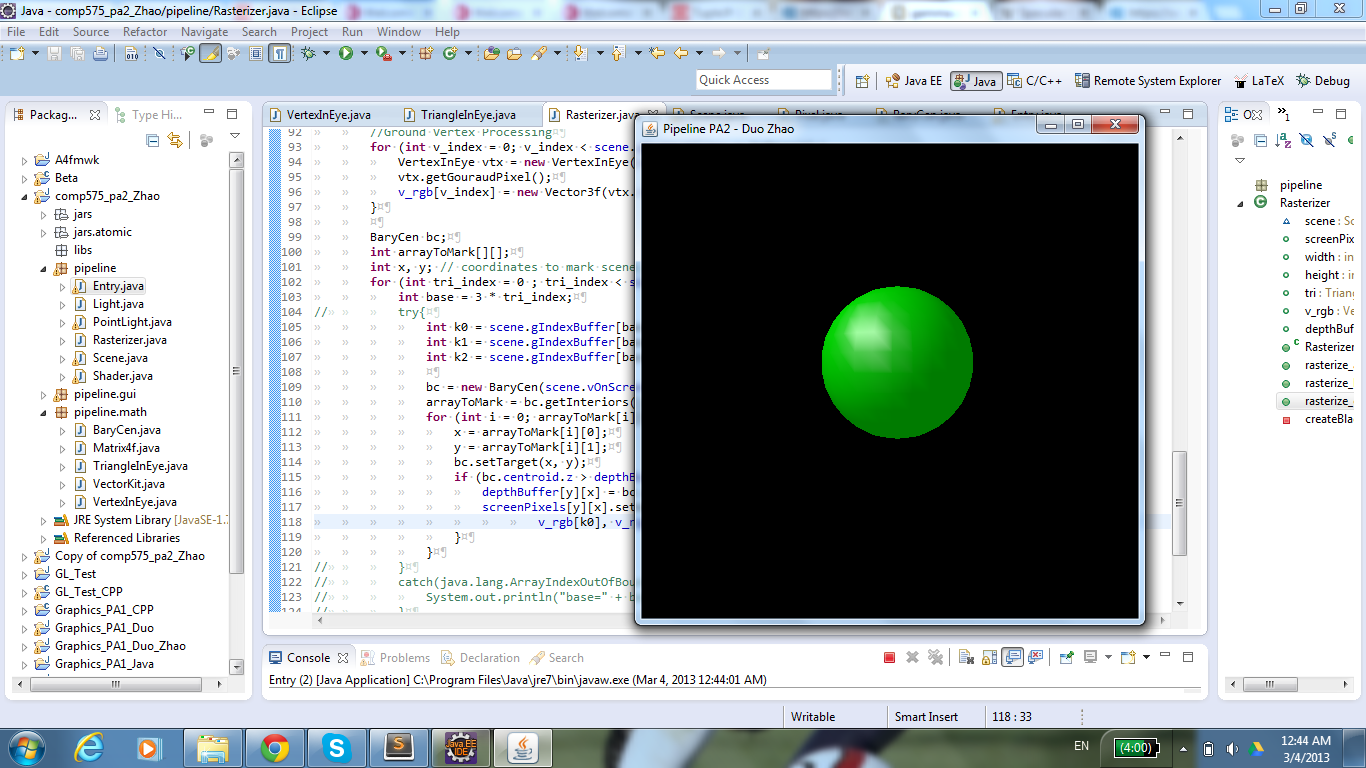 Java - comp575_pa2_Zhao/pipeline/Rasterizer.java - Eclipse
File Edit Source Refactor Navigate Search Project Run Window Help
Quick Access
Java EE Java C/C++ Remote System Explorer LaTeX Debug
Packag... Type Hi...
A4fmwk
Beta
comp575_pa2_Zhao
jars
jars.atomic
libs
pipeline
Entry.java
Light.java
PointLight.java
Rasterizer.java
Scene.java
Shader.java
pipeline.gui
pipeline.math
BaryCen.java
Matrix4f.java
TriangleInEye.java
VectorKit.java
VertexInEye.java
JRE System Library [JavaSE-1.
Referenced Libraries
Copy of comp575_pa2_Zhao
GL_Test
GL_Test_CPP
Graphics_PA1_CPP
Graphics_PA1_Duo
Graphics_PA1_Duo_Zhao
Graphics_PA1_Java
VertexInEye.java TriangleInEye.java Rasterizer.java
92 //Ground Vertex Processing
93 for (int v_index = 0; v_index < scene.
94 VertexInEye vtx = new VertexInEye(
95 vtx.getGouraudPixel();
96 v_rgb[v_index] = new Vector3f(vtx.
97 }
98
99 BaryCen bc;
100 int arrayToMark[][];
101 int x, y; // coordinates to mark scene
102 for (int tri_index = 0 ; tri_index < s
103 int base = 3 * tri_index;
104 // try{
105 int k0 = scene.gIndexBuffer[ba
106 int k1 = scene.gIndexBuffer[ba
107 int k2 = scene.gIndexBuffer[ba
108
109 bc = new BaryCen(scene.vOnScre
110 arrayToMark = bc.getInteriors(
111 for (int i = 0; arrayToMark[i]
112 x = arrayToMark[i][0];
113 y = arrayToMark[i][1];
114 bc.setTarget(x, y);
115 if (bc.centroid.z > depthB
116 depthBuffer[y][x] = bc
117 screenPixels[y][x].set
118 v_rgb[k0], v_r
119 }
120 }
121 // }
122 // catch(java.lang.ArrayIndexOutOfBou
123 // System.out.println("base=" + b
Pipeline PA2 - Duo Zhao
pipeline
Rasterizer
scene : Sc
screenPix
width : in
height : in
tri : Triang
v_rgb : Ve
depthBuf
Rasterizer
rasterize_
rasterize_
rasterize_
createBla
Console Problems Declaration Search
Entry (2) [Java Application] C:\Program Files\Java\jre7\bin\javaw.exe (Mar 4, 2013 12:44:01 AM)
Writable Smart Insert 118 : 33
Java EE IDE
EN (4:00) 12:44 AM
3/4/2013